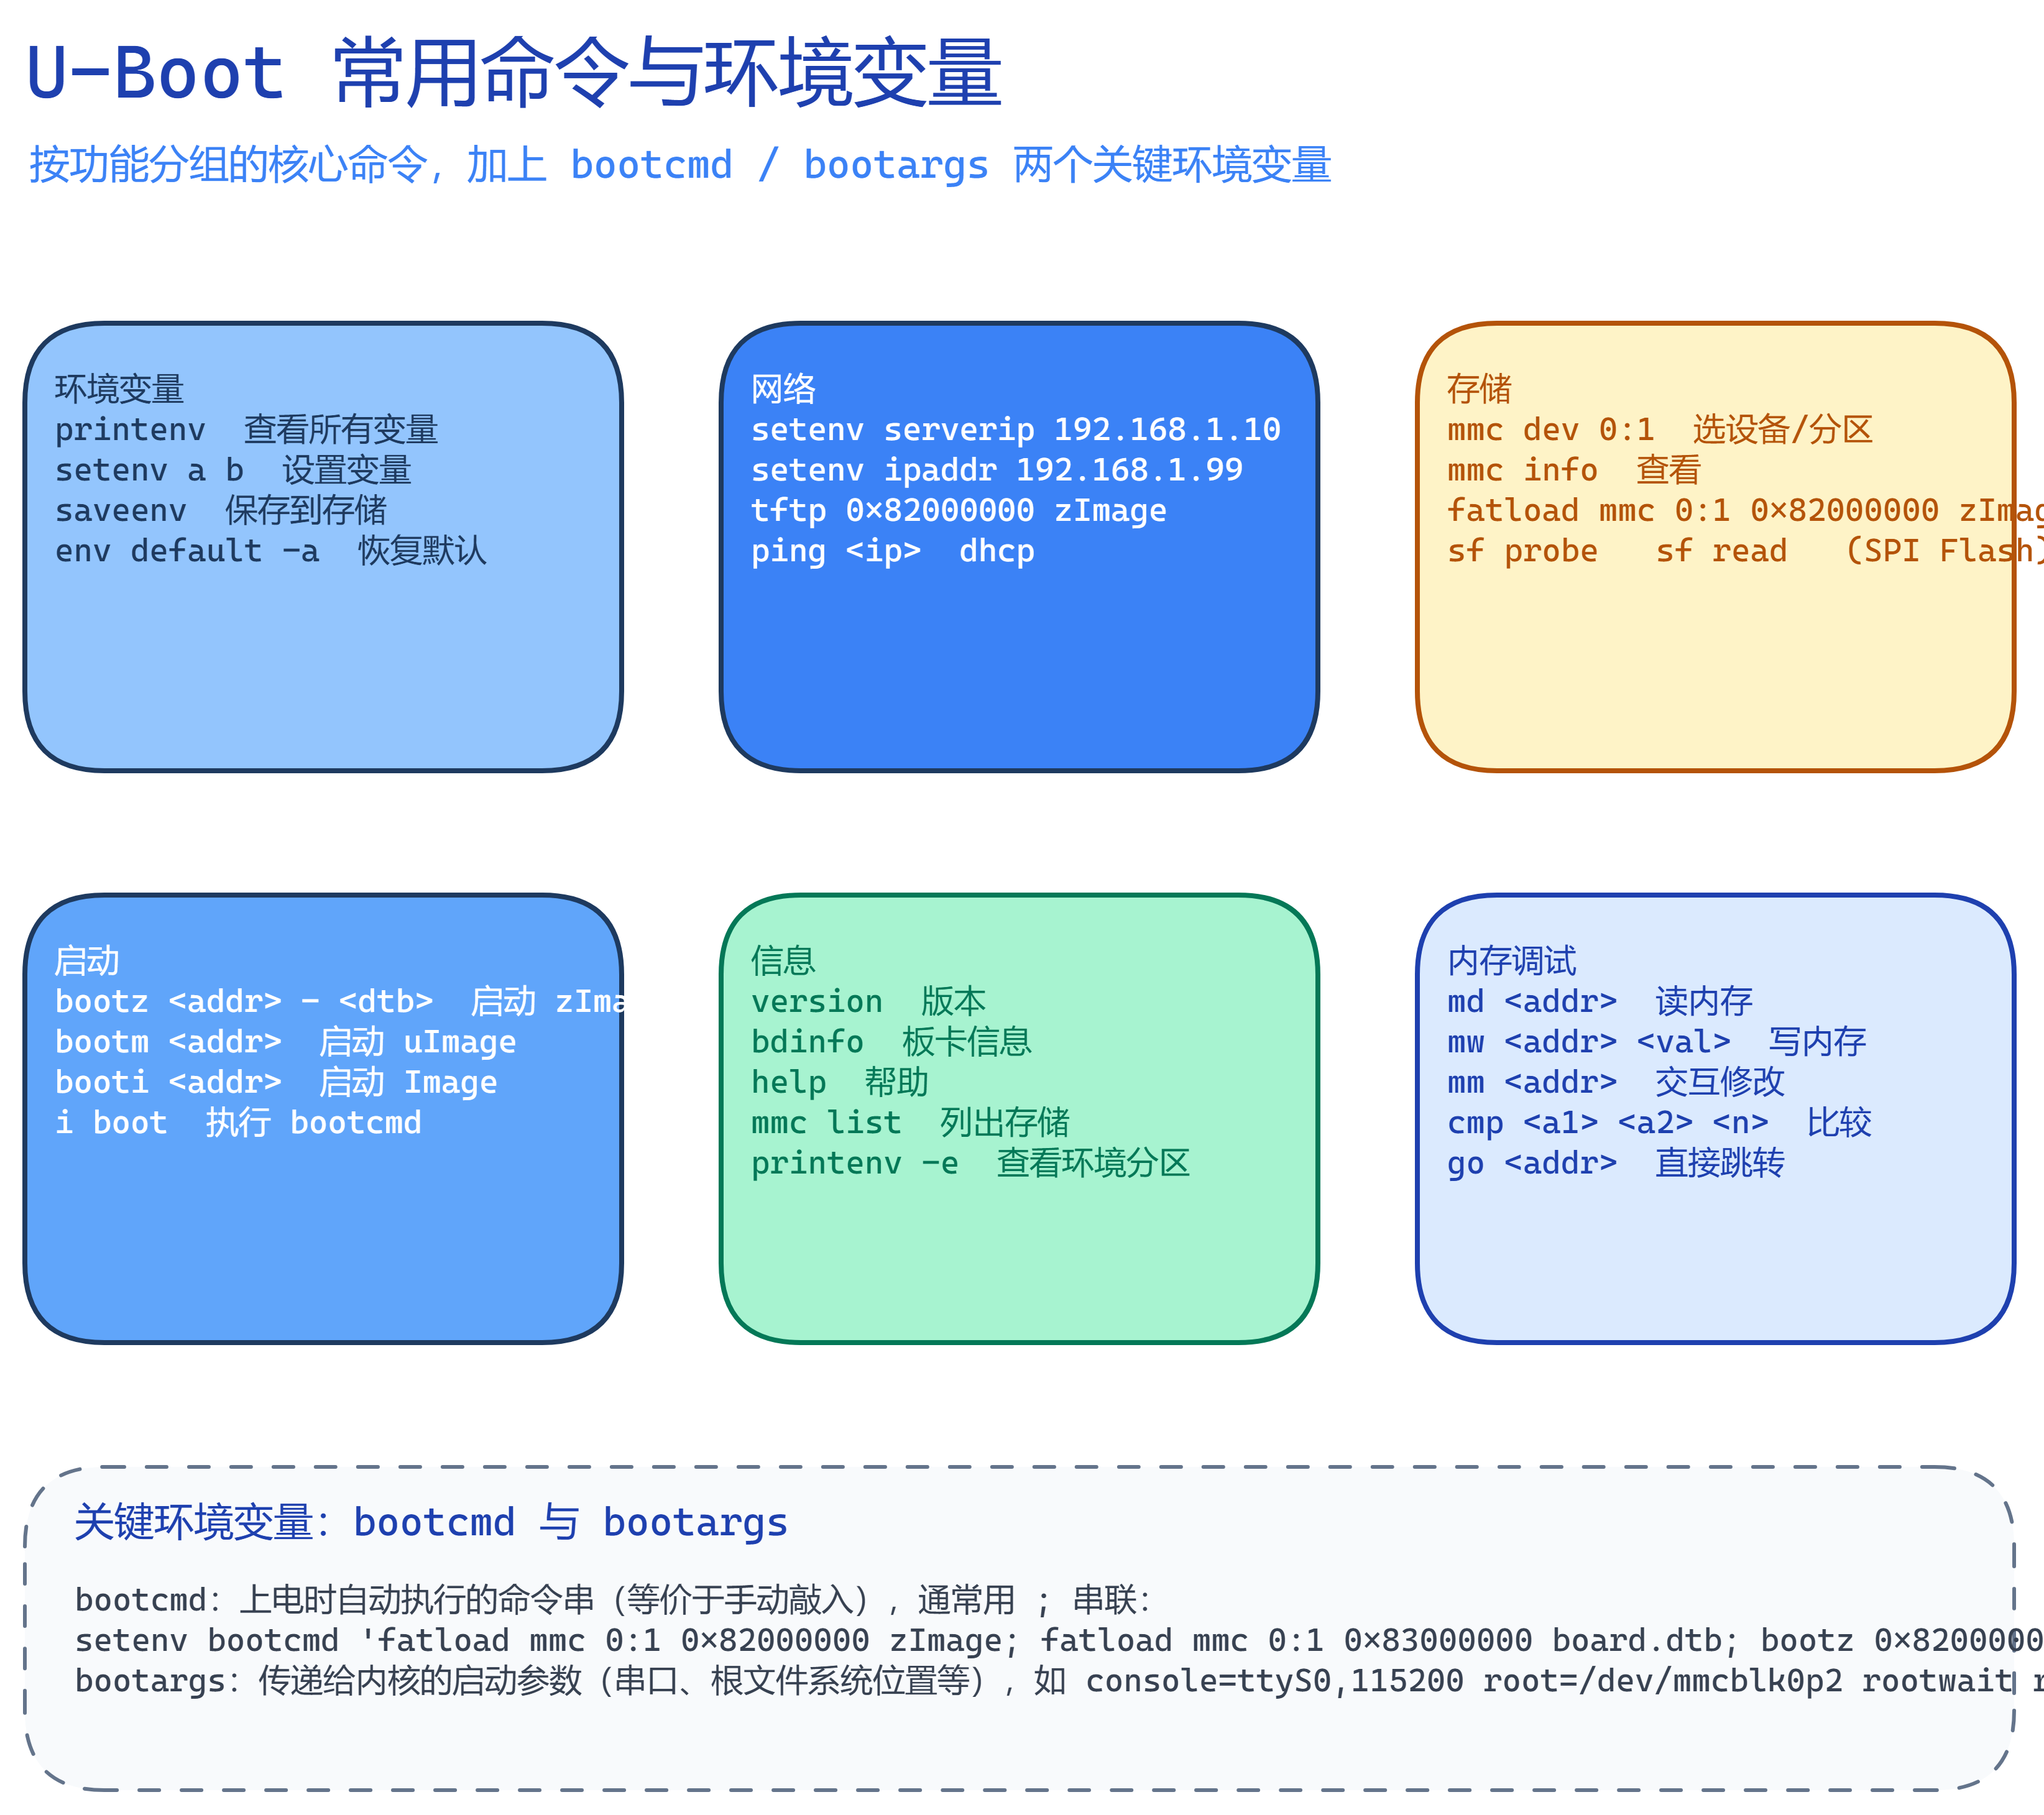 U-Boot 常用命令与环境变量
按功能分组的核心命令，加上 bootcmd / bootargs 两个关键环境变量
环境变量
printenv  查看所有变量
setenv a b  设置变量
saveenv  保存到存储
env default -a  恢复默认
网络
setenv serverip 192.168.1.10
setenv ipaddr 192.168.1.99
tftp 0x82000000 zImage
ping <ip>  dhcp
存储
mmc dev 0:1  选设备/分区
mmc info  查看
fatload mmc 0:1 0x82000000
sf probe   sf read   (SPI Flash)
启动
bootz <addr> - <dtb>  启动
bootm <addr>  启动 uImage
booti <addr>  启动 Image
i boot  执行 bootcmd
信息
version  版本
bdinfo  板卡信息
help  帮助
mmc list  列出存储
printenv -e  查看环境分区
内存调试
md <addr>  读内存
mw <addr> <val>  写内存
mm <addr>  交互修改
cmp <a1> <a2> <n>  比较
go <addr>  直接跳转
关键环境变量：bootcmd 与 bootargs
bootcmd：上电时自动执行的命令串（等价于手动敲入），通常用 ; 串联：
setenv bootcmd 'fatload mmc 0:1 0x82000000 zImage; fatload mmc 0:1 0x83000000 board.dtb; bootz
bootargs：传递给内核的启动参数（串口、根文件系统位置等），如 console=ttyS0,115200 root=/dev/mmcblk0p2 rootwait